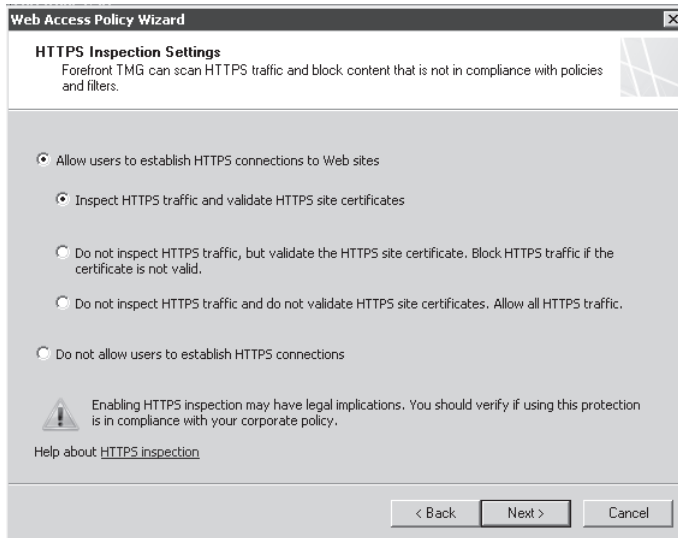 Web Access Policy Wizard
HTTPS Inspection Settings
Forefront TMG can scan HTTPS traffic and block content that is not in compliance with policies
and filters.
Allow users to establish HTTPS connections to Web sites
Inspect HTTPS traffic and validate HTTPS site certificates
Do not inspect HTTPS traffic, but validate the HTTPS site certificate. Block HTTPS traffic if the
certificate is not valid.
Do not inspect HTTPS traffic and do not validate HTTPS site certificates. Allow all HTTPS traffic.
Do not allow users to establish HTTPS connections
Enabling HTTPS inspection may have legal implications. You should verify if using this protection
is in compliance with your corporate policy.
Help about HTTPS inspection
< Back
Next >
Cancel